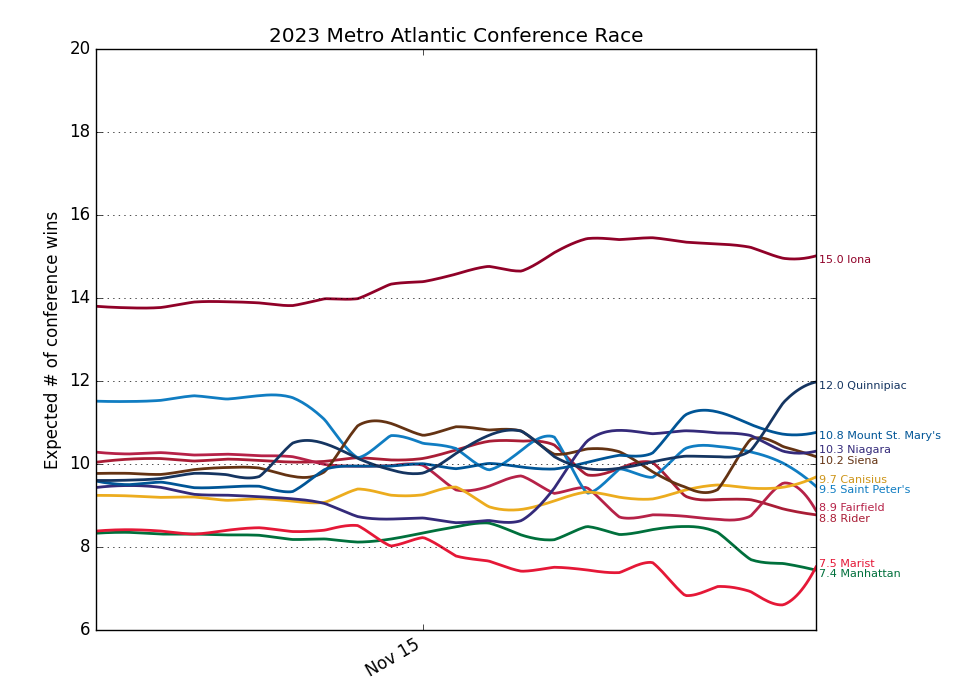 2023 Metro Atlantic Conference Race
20
18
16
14
12
10
8
6
Expected # of conference wins
Nov 15
15.0 Iona
12.0 Quinnipiac
10.8 Mount St. Mary's
10.3 Niagara
10.2 Siena
9.7 Canisius
9.5 Saint Peter's
8.9 Fairfield
8.8 Rider
7.5 Marist
7.4 Manhattan